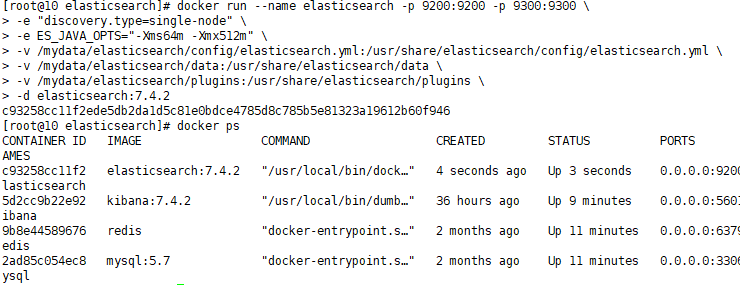 [root@10 elasticsearch]# docker run --name elasticsearch -p 9200:9200 -p 9300:9300 \
> -e "discovery.type=single-node" \
> -e ES_JAVA_OPTS="-Xms64m -Xmx512m" \
> -v /mydata/elasticsearch/config/elasticsearch.yml:/usr/share/elasticsearch/config/elasticsearch.yml \
> -v /mydata/elasticsearch/data:/usr/share/elasticsearch/data \
> -v /mydata/elasticsearch/plugins:/usr/share/elasticsearch/plugins \
> -d elasticsearch:7.4.2
c93258cc11f2ede5db2da1d5c81e0bdce4785d8c785b5e81323a19612b60f946
[root@10 elasticsearch]# docker ps
CONTAINER ID IMAGE COMMAND CREATED STATUS PORTS
AMES
c93258cc11f2 elasticsearch:7.4.2 "/usr/local/bin/dock…" 4 seconds ago Up 3 seconds 0.0.0.0:9200
lasticsearch
5d2cc9b22e92 kibana:7.4.2 "/usr/local/bin/dumb…" 36 hours ago Up 9 minutes 0.0.0.0:5601
ibana
9b8e44589676 redis "docker-entrypoint.s…" 2 months ago Up 11 minutes 0.0.0.0:6379
edis
2ad85c054ec8 mysql:5.7 "docker-entrypoint.s…" 2 months ago Up 11 minutes 0.0.0.0:3306
ysql